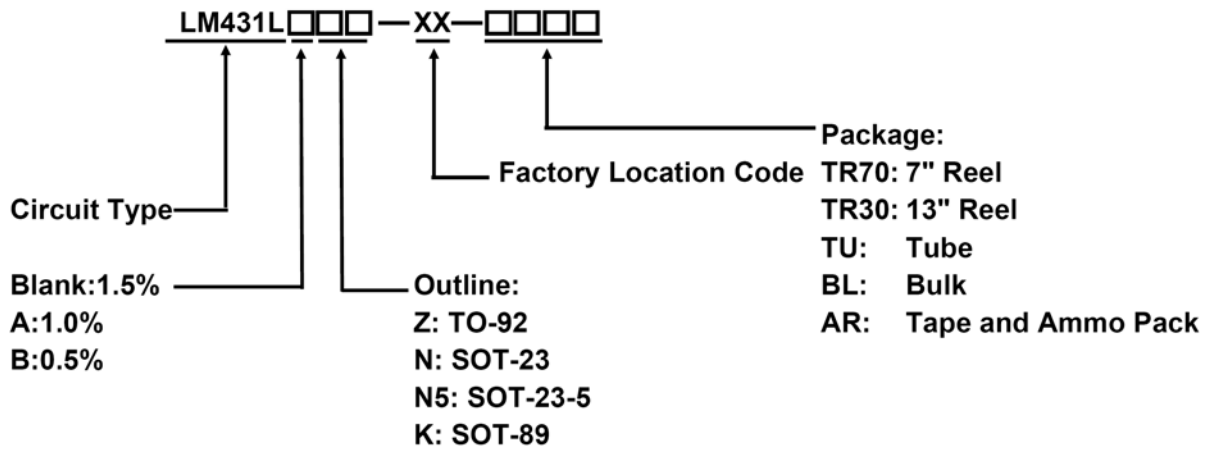 LM431L□□□—XX—□□□□
Package:
Factory Location Code
TR70: 7" Reel
Circuit Type
TR30: 13" Reel
TU: Tube
Blank:1.5%
Outline:
BL: Bulk
A:1.0%
Z: TO-92
AR: Tape and Ammo Pack
B:0.5%
N: SOT-23
N5: SOT-23-5
K: SOT-89